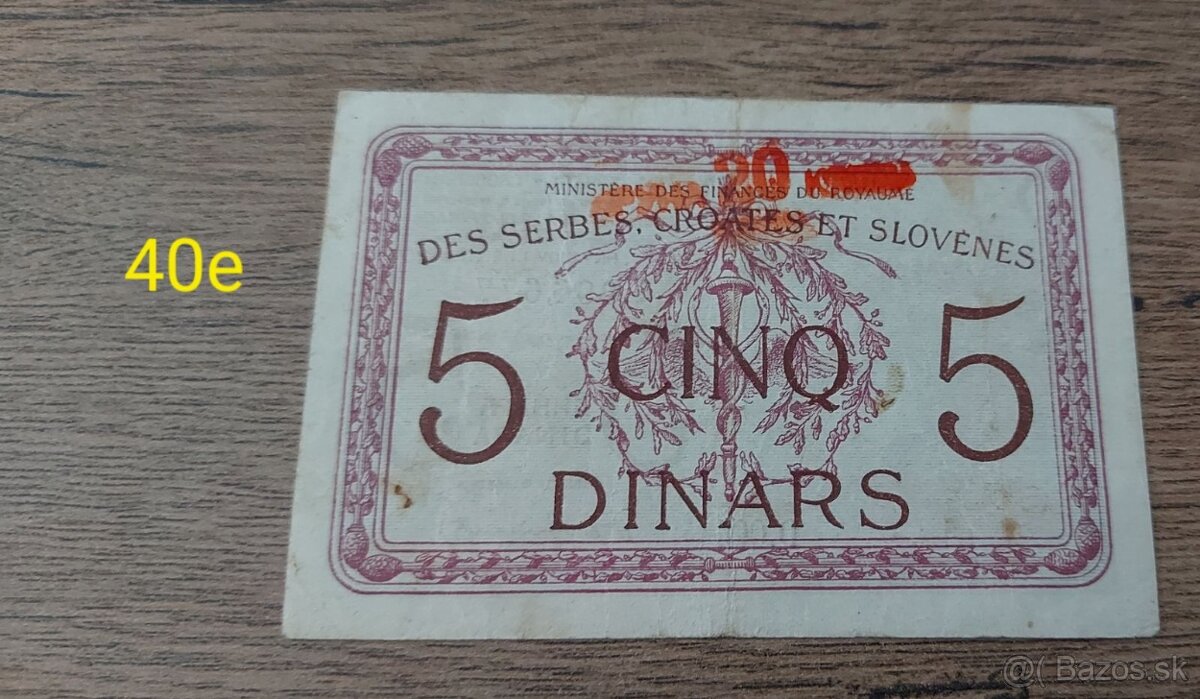 40e
20
MINISTÈRE DES FINANCES DU ROYAUME
DES SERBES, CROATES ET SLOVÈNES
5 CINQ 5
DINARS
@( Bazos.sk